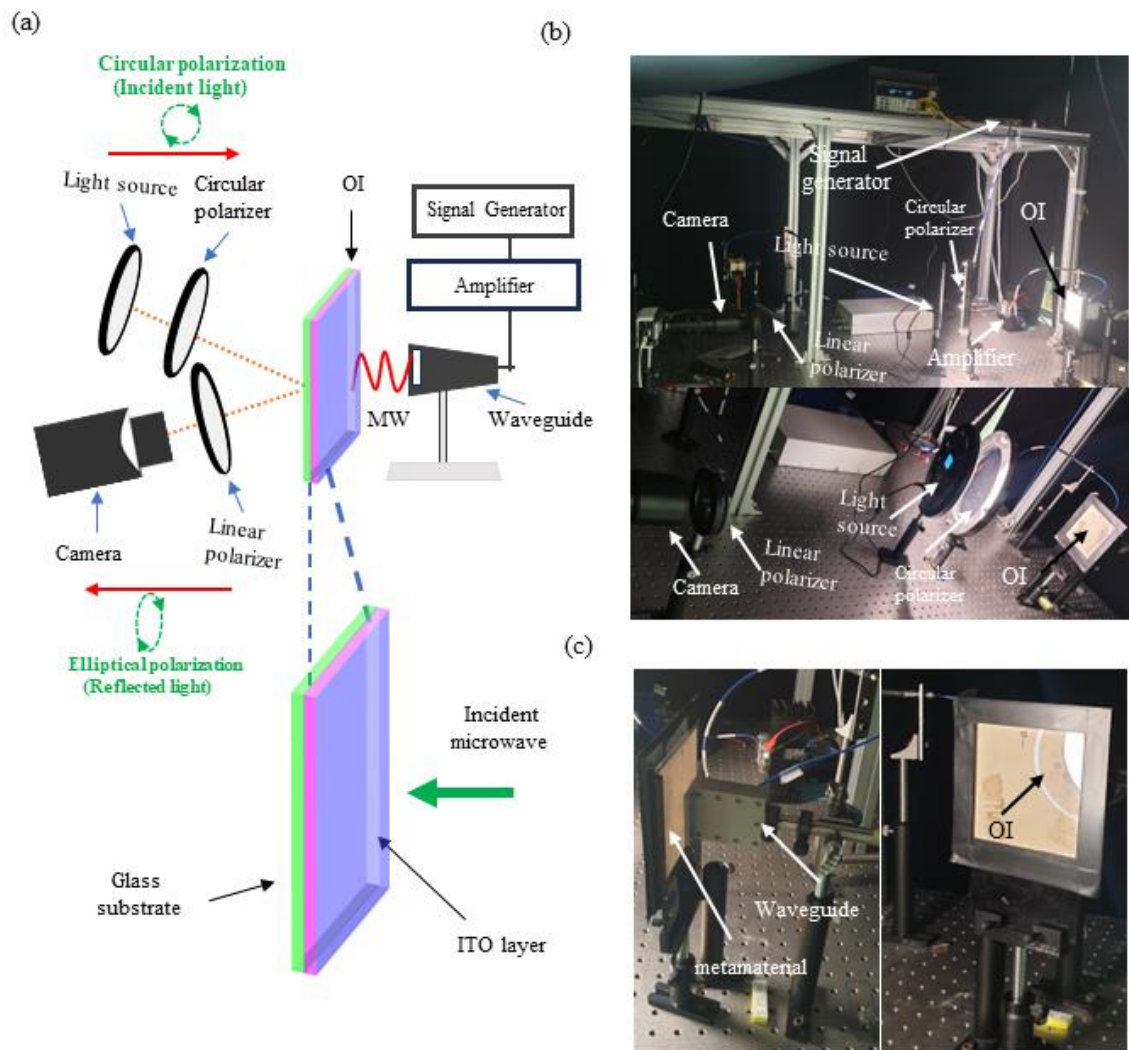 (a)
Circular polarization
(Incident light)
Light source
Circular
polarizer
OI
Signal Generator
Amplifier
MW
Waveguide
Camera
Linear
polarizer
Elliptical polarization
(Reflected light)
Incident
microwave
Glass
substrate
ITO layer
(b)
Signal
generator
Camera
Light source
Circular
polarizer
OI
Linear
polarizer
Amplifier
Light
source
Linear
polarizer
Camera
Circular
polarizer
OI
(c)
Waveguide
metamaterial
OI